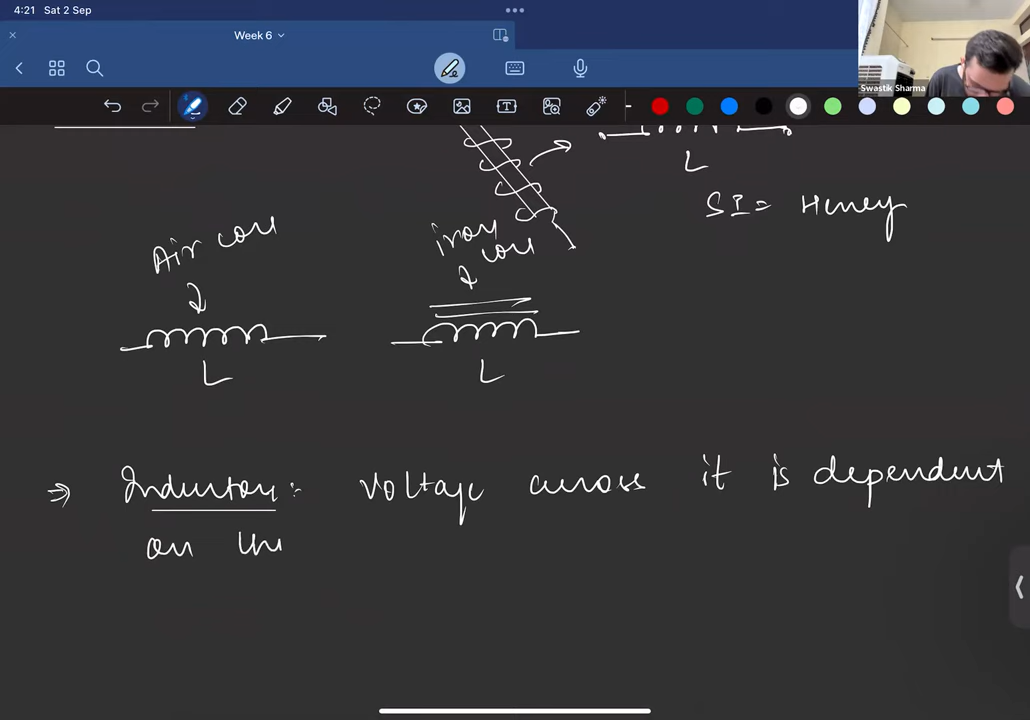 4:21 Sat 2 Sep
Week 6
Swastik Sharma
L
SI = Henry
Air core
iron core
L
L
⇒ Inductor :- Voltage across it is dependent
on the